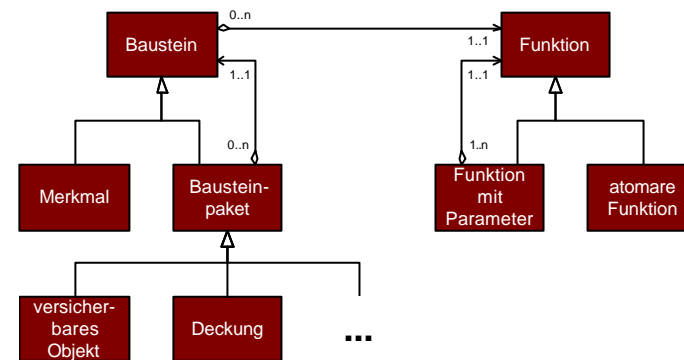 0..n
Baustein
Funktion
1..1
1..1
1..1
0..n
1..n
Merkmal
Baustein-
paket
Funktion
mit
Parameter
atomare
Funktion
versicher-
bares
Objekt
Deckung
...